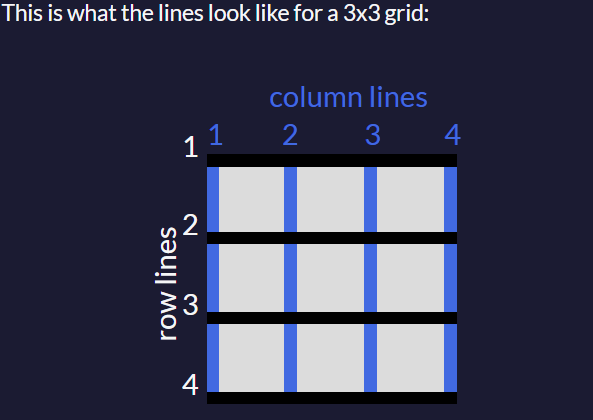 This is what the lines look like for a 3x3 grid:
column lines
1 2 3 4
1
2
row lines
3
4